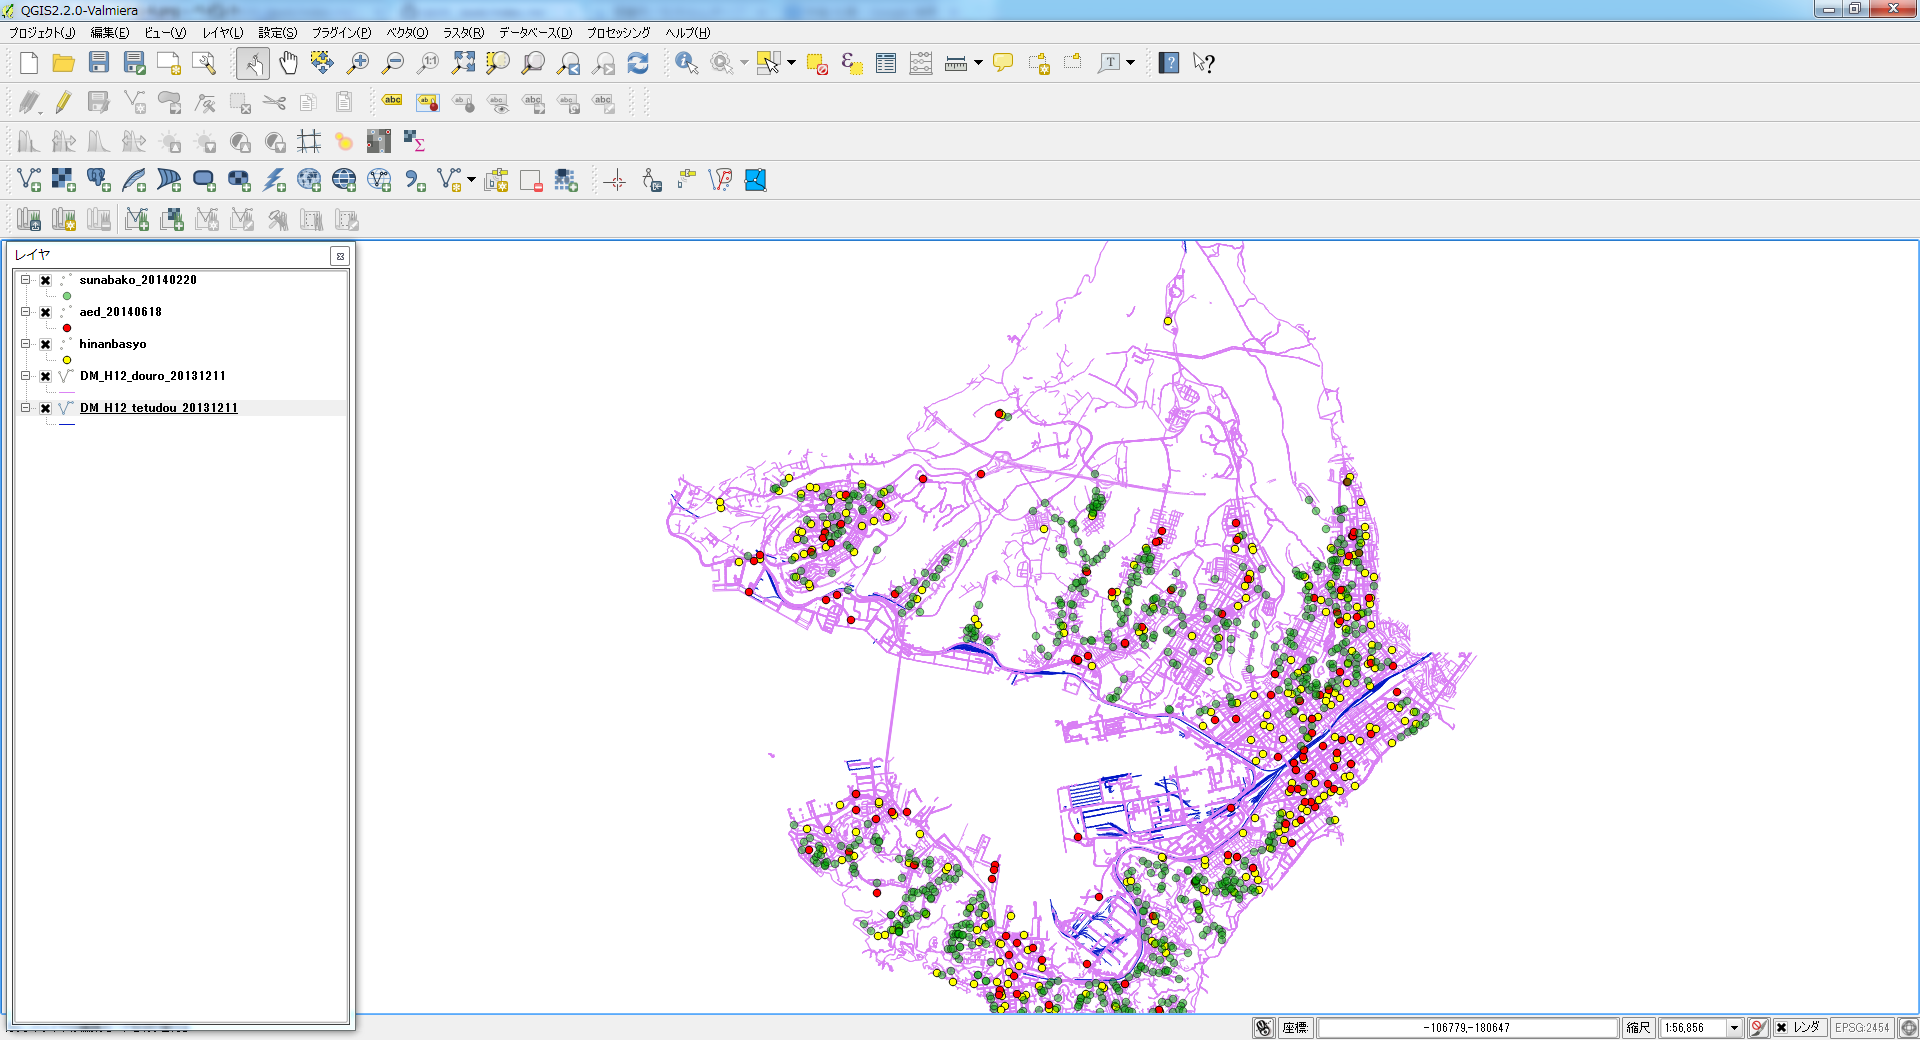 QGIS2.2.0-Valmiera
プロジェクト(J) 編集(E) ビュー(V) レイヤ(L) 設定(S) プラグイン(P) ベクタ(O) ラスタ(R) データベース(D) プロセッシング ヘルプ(H)
レイヤ
sunabako_20140220
aed_20140618
hinanbasyo
DM_H12_douro_20131211
DM_H12_tetudou_20131211
座標: -106779,-180647 縮尺 1:56,856 レンダ EPSG:2454